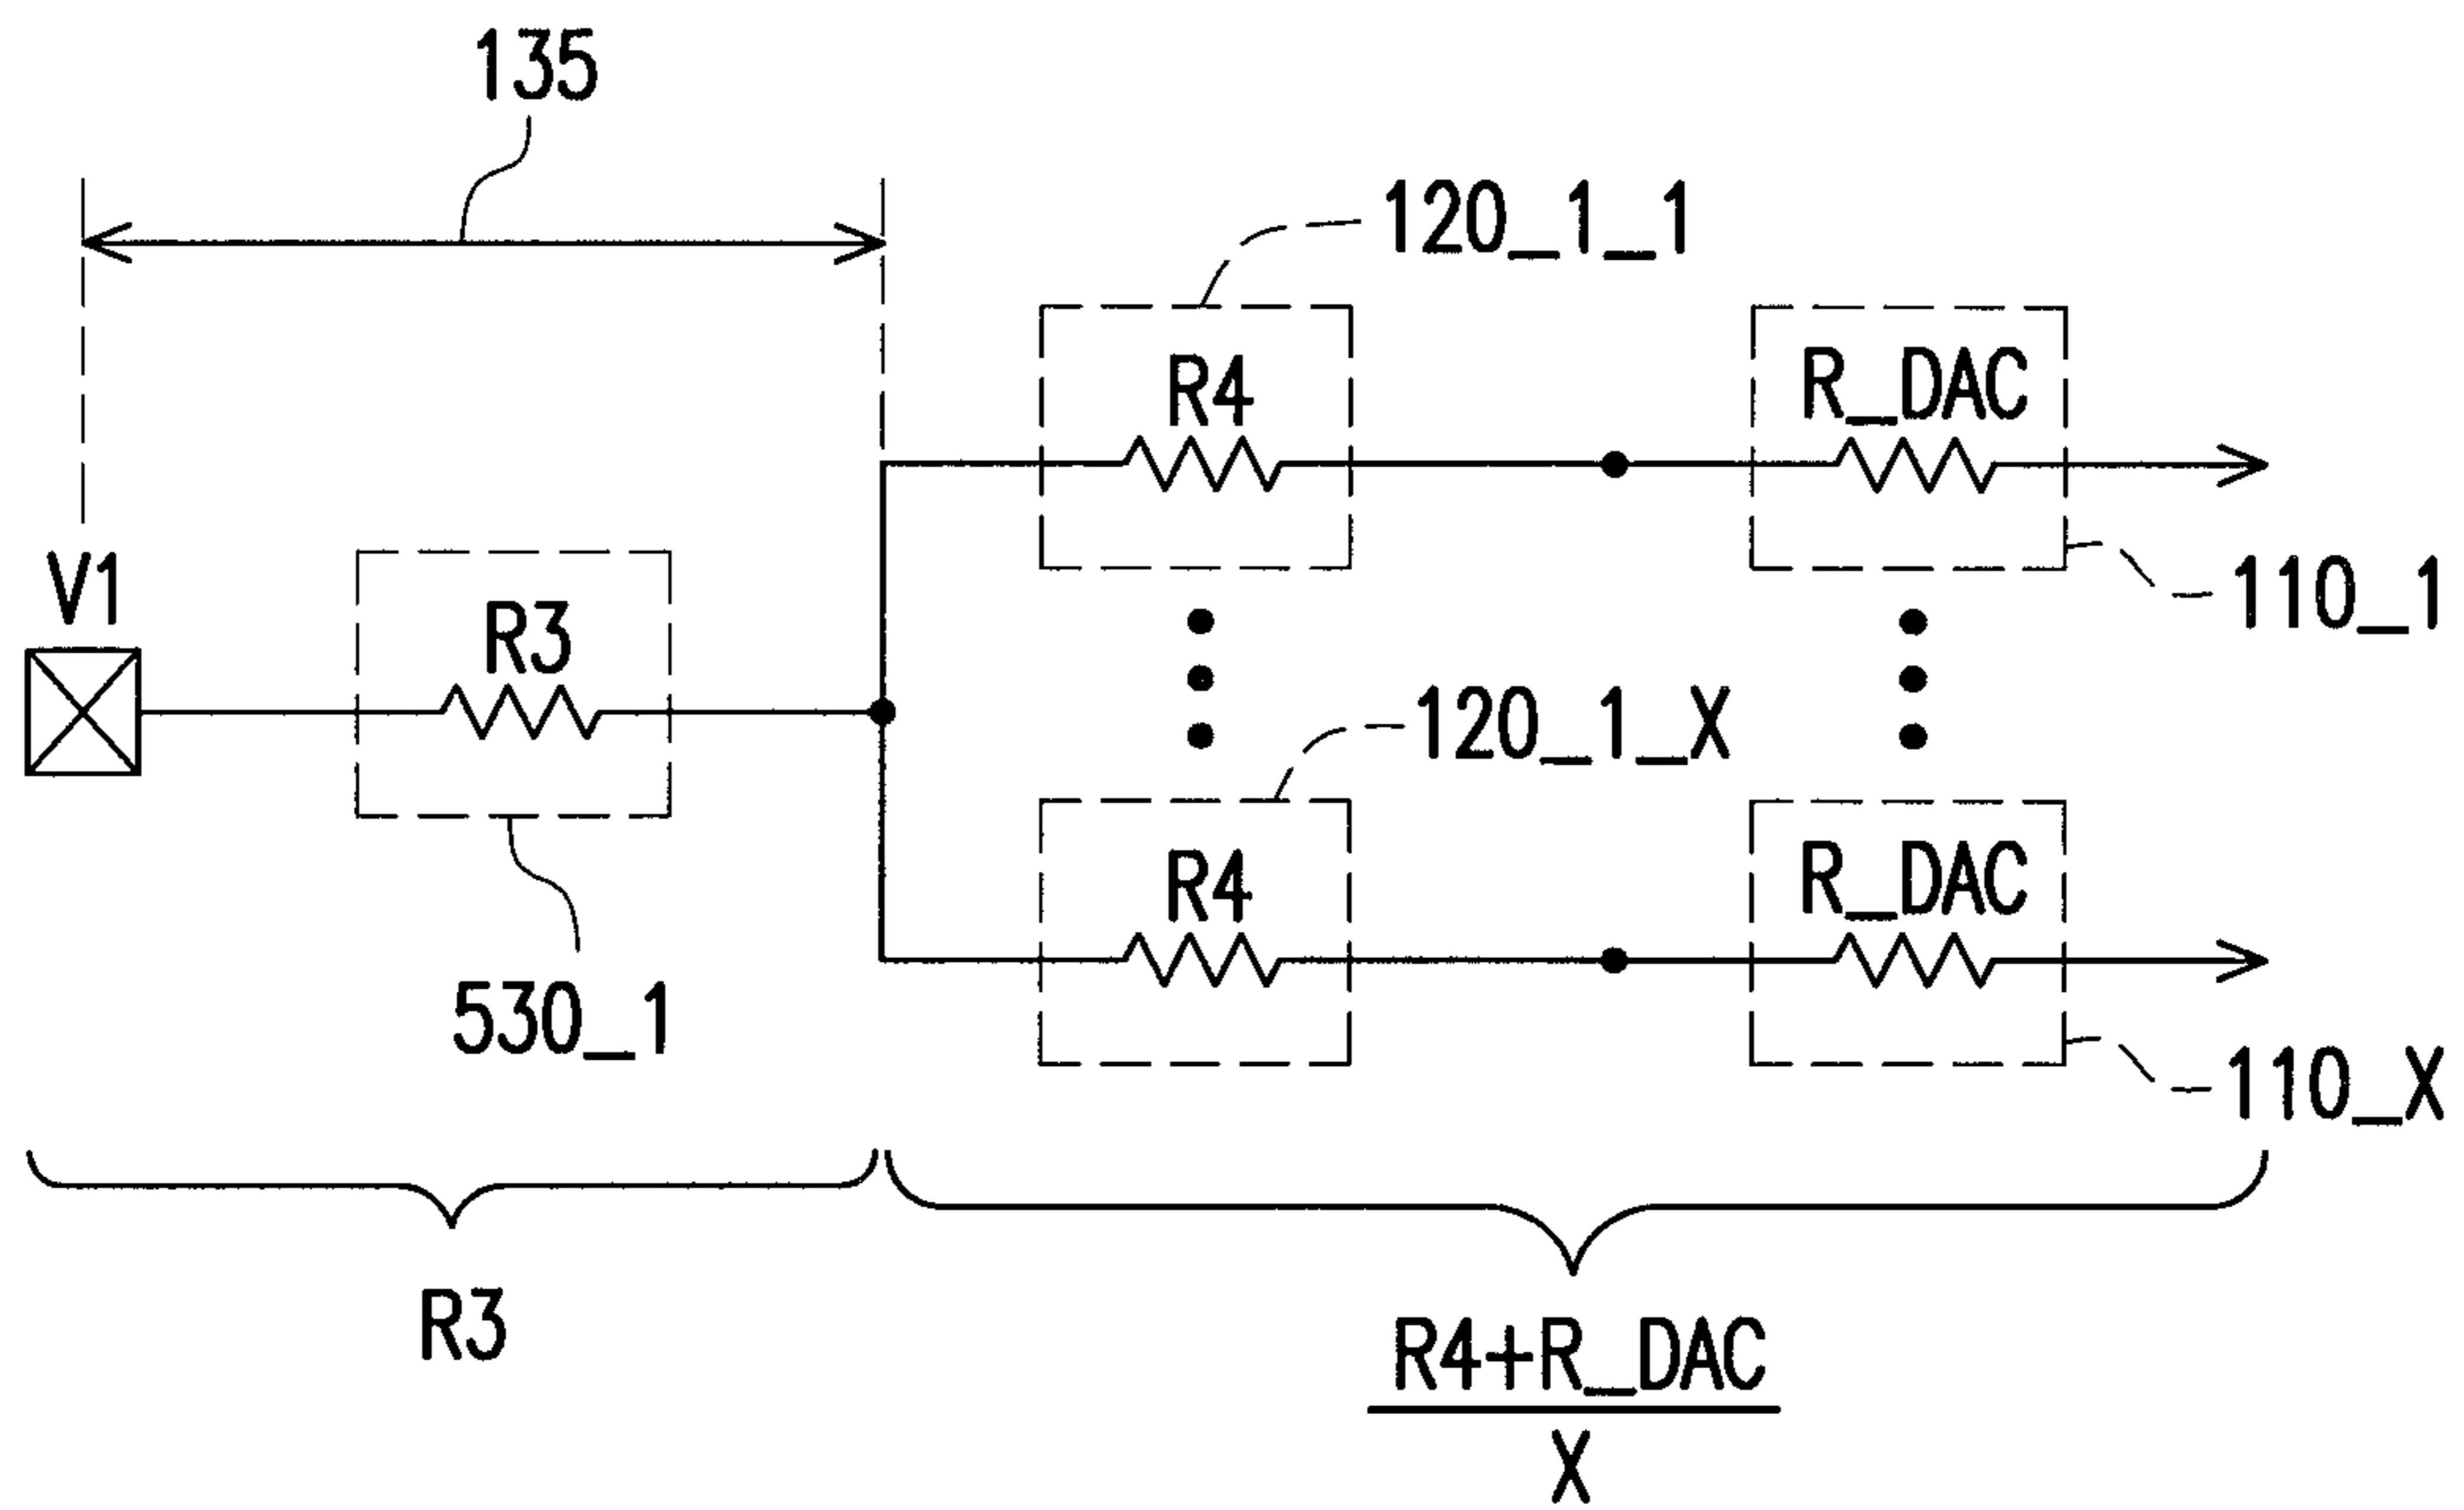 135
120_1_1
R4
R_DAC
110_1
V1
R3
120_1_X
R4
R_DAC
530_1
110_X
R3
R4+R_DAC
X